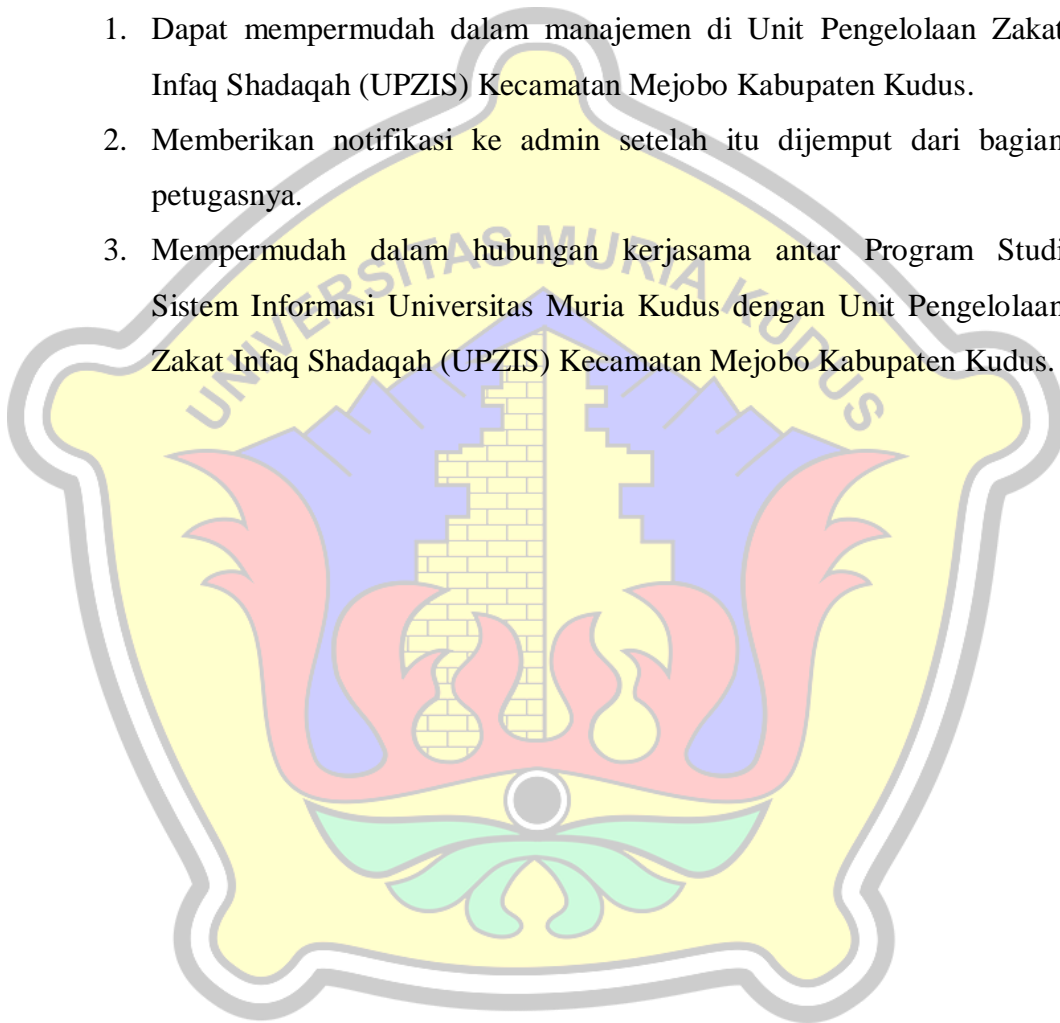 1. Dapat mempermudah dalam manajemen di Unit Pengelolaan Zakat
Infaq Shadaqah (UPZIS) Kecamatan Mejobo Kabupaten Kudus.
2. Memberikan notifikasi ke admin setelah itu dijemput dari bagian
petugasnya.
3. Mempermudah dalam hubungan kerjasama antar Program Studi
Sistem Informasi Universitas Muria Kudus dengan Unit Pengelolaan
Zakat Infaq Shadaqah (UPZIS) Kecamatan Mejobo Kabupaten Kudus.
UNIVERSITAS MURIA KUDUS